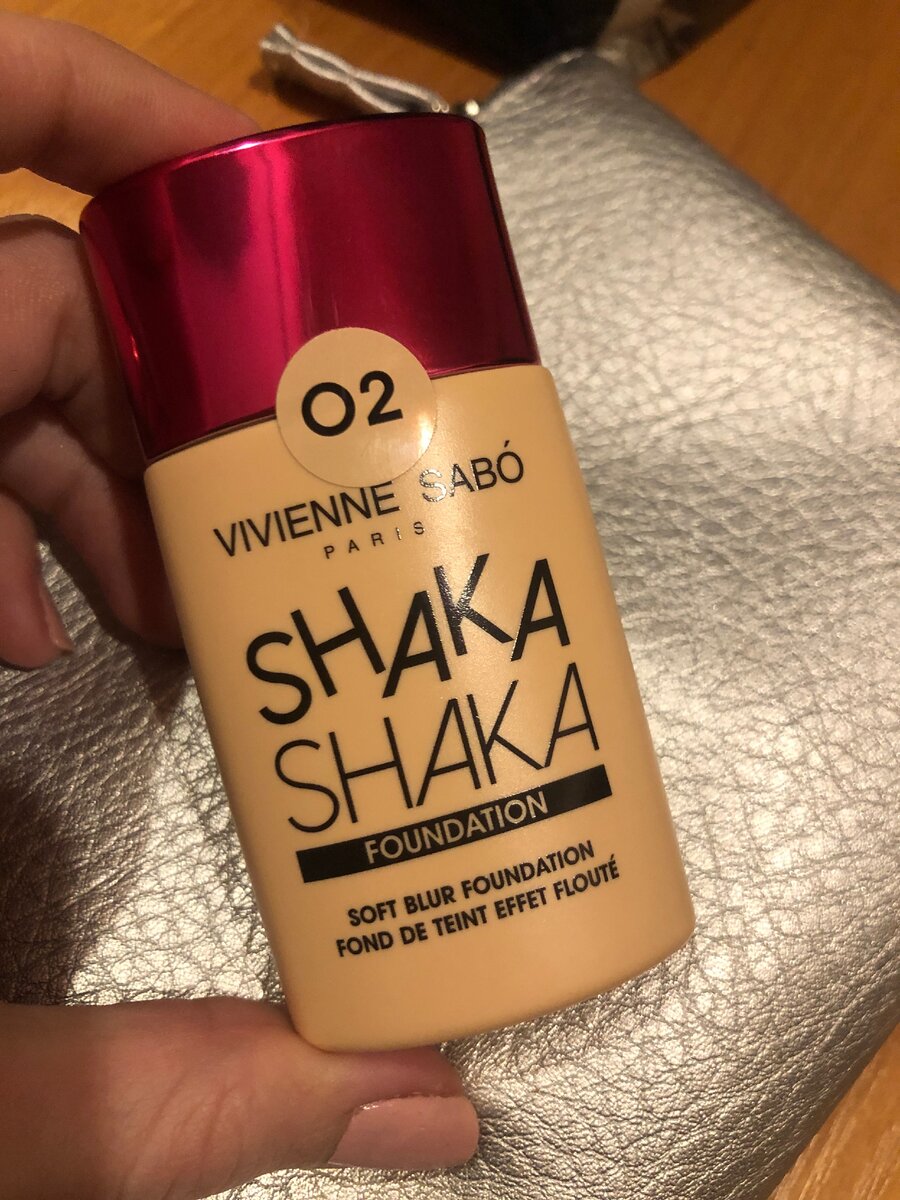 02
VIVIENNE SABÓ
PARIS
SHAKA
SHAKA
FOUNDATION
SOFT BLUR FOUNDATION
FOND DE TEINT EFFET FLOUTÉ